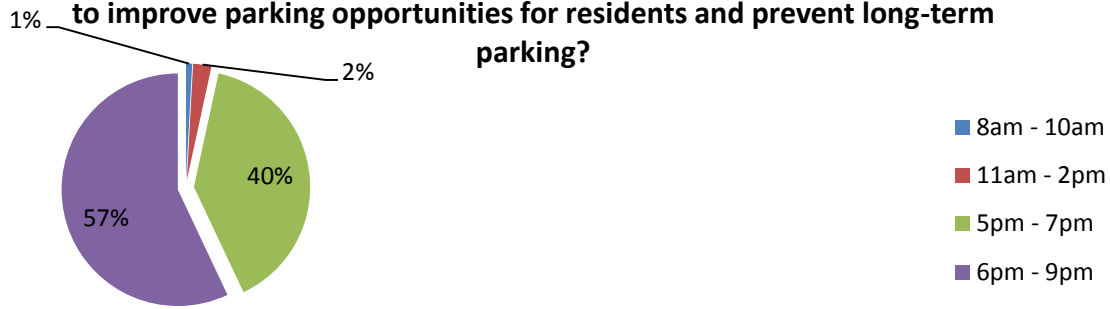 to improve parking opportunities for residents and prevent long-term
parking?
1%
2%
40%
57%
8am - 10am
11am - 2pm
5pm - 7pm
6pm - 9pm